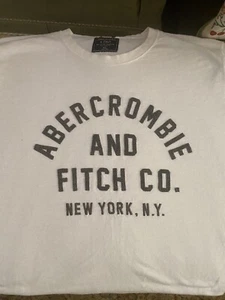 ABERCROMBIE
AND
FITCH CO.
NEW YORK, N.Y.